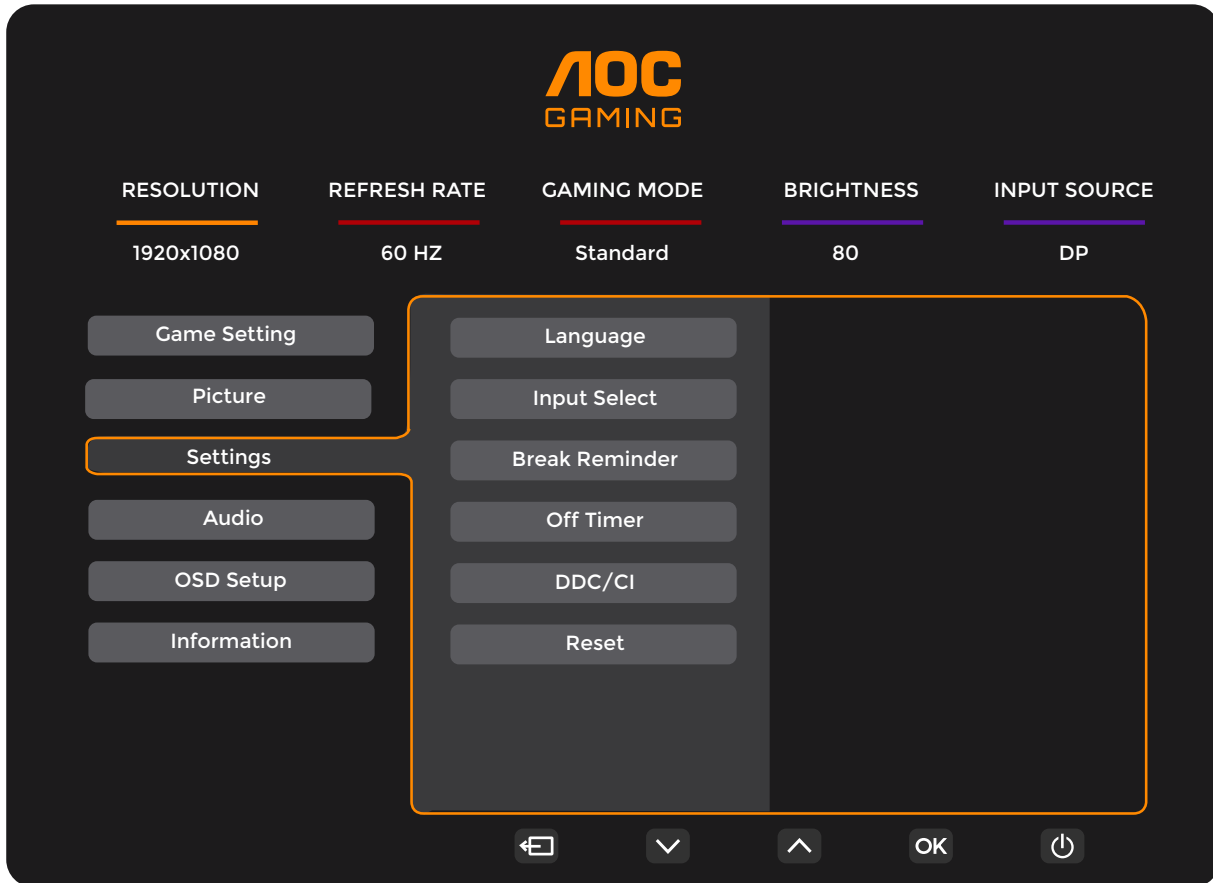 AOC
GAMING
RESOLUTION REFRESH RATE GAMING MODE BRIGHTNESS INPUT SOURCE
1920x1080 60 HZ Standard 80 DP
Game Setting
Picture
Settings
Audio
OSD Setup
Information
Language
Input Select
Break Reminder
Off Timer
DDC/CI
Reset
OK